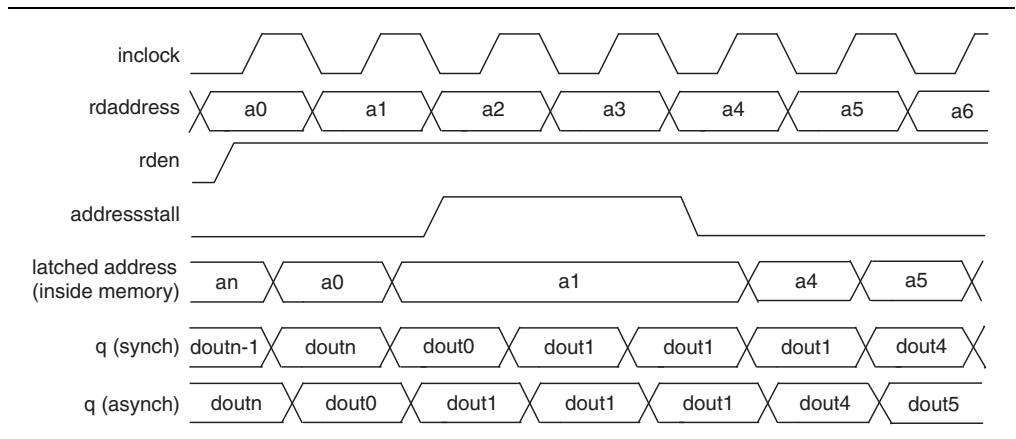 inclock
rdaddress a0 a1 a2 a3 a4 a5 a6
rden
addressstall
latched address
(inside memory) an a0 a1 a4 a5
q (synch) doutn-1 doutn dout0 dout1 dout1 dout1 dout4
q (asynch) doutn dout0 dout1 dout1 dout1 dout4 dout5